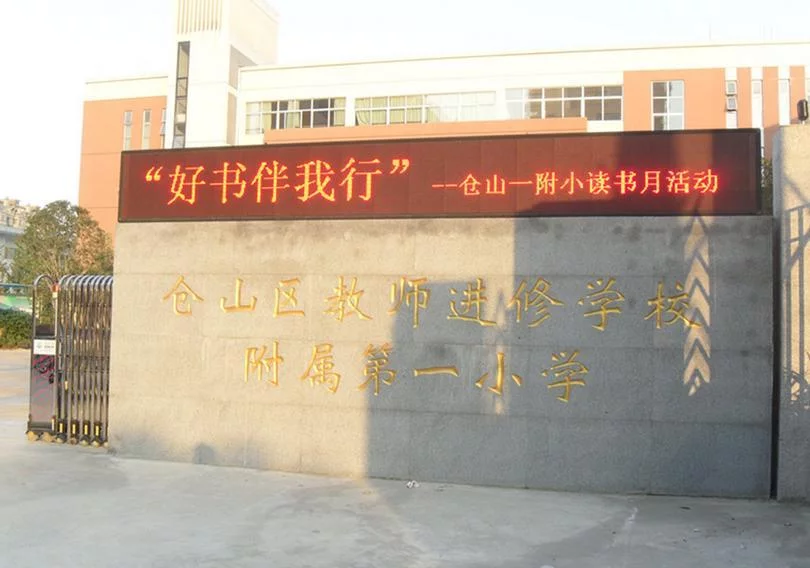 “好书伴我行”--仓山一附小读书月活动
仓山区教师进修学校
附属第一小学